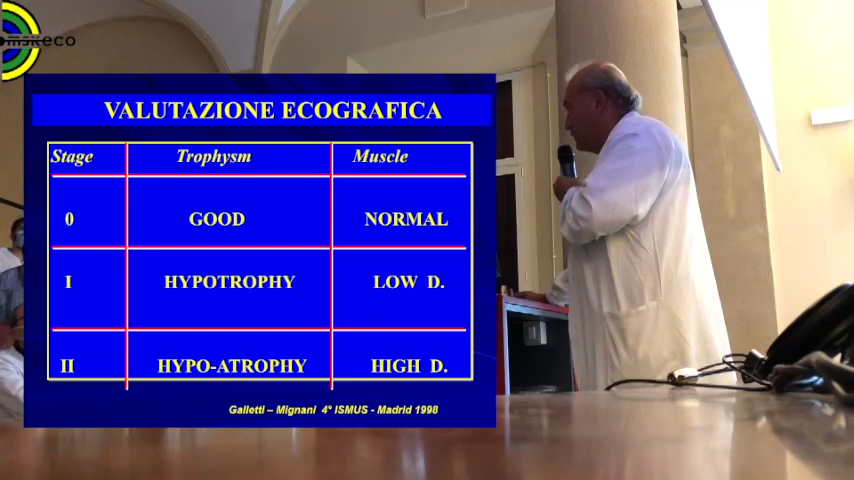 mskeco
VALUTAZIONE ECOGRAFICA
Stage Trophysm Muscle
0 GOOD NORMAL
I HYPOTROPHY LOW D.
II HYPO-ATROPHY HIGH D.
Galletti – Mignani 4° ISMUS - Madrid 1998